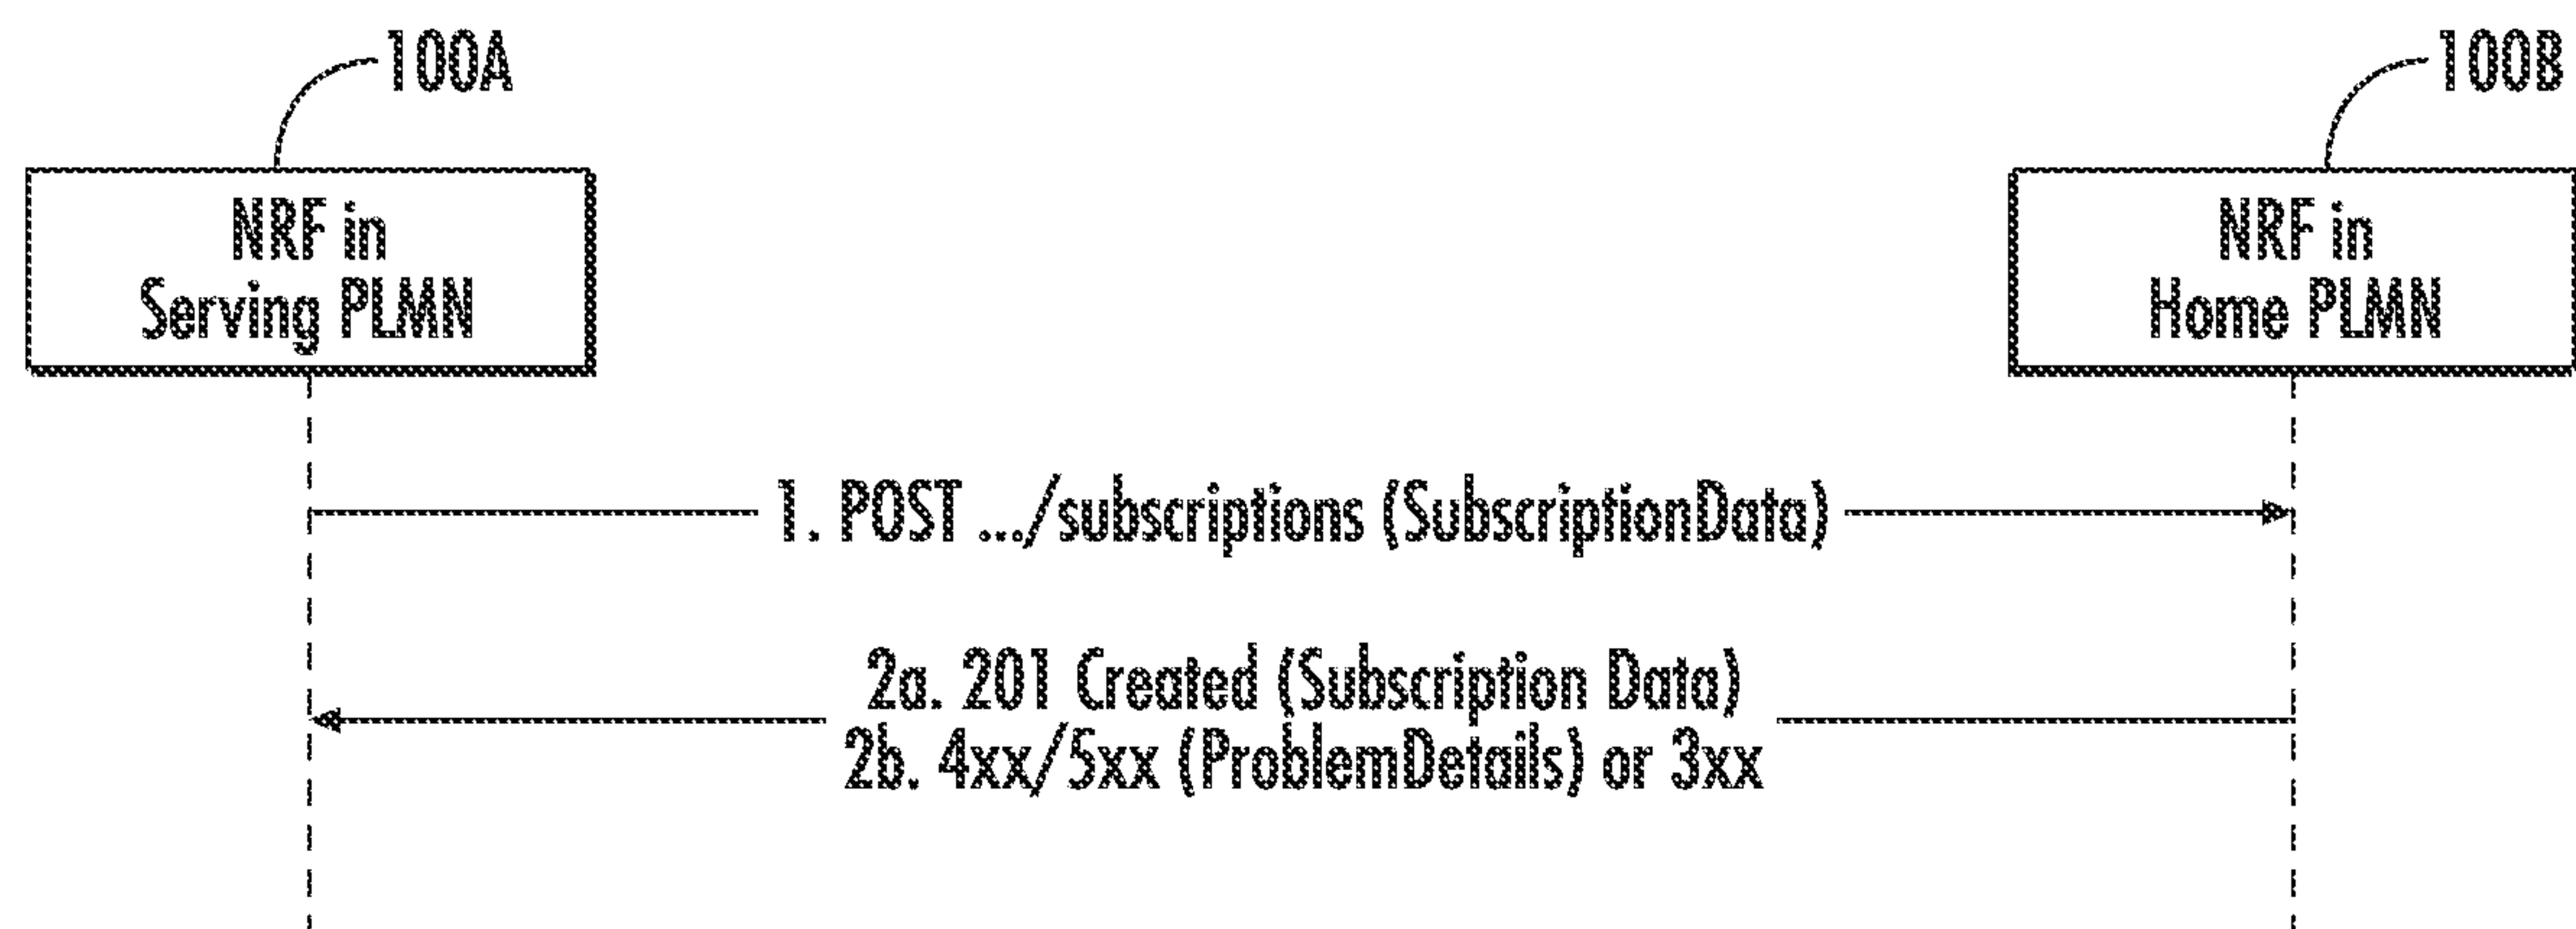 100A
100B
NRF in
Serving PLMN
NRF in
Home PLMN
1. POST .../subscriptions (SubscriptionData)
2a. 201 Created (Subscription Data)
2b. 4xx/5xx (ProblemDetails) or 3xx